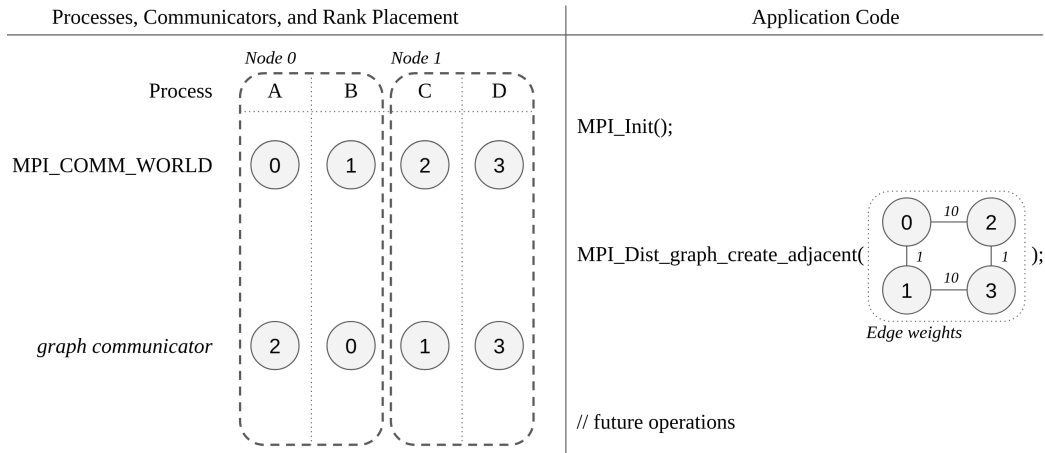 Processes, Communicators, and Rank Placement
Application Code
Node 0
Node 1
Process A B C D
MPI_Init();
MPI_COMM_WORLD 0 1 2 3
MPI_Dist_graph_create_adjacent(
0 10 2
1 1
1 10 3
);
Edge weights
graph communicator 2 0 1 3
// future operations